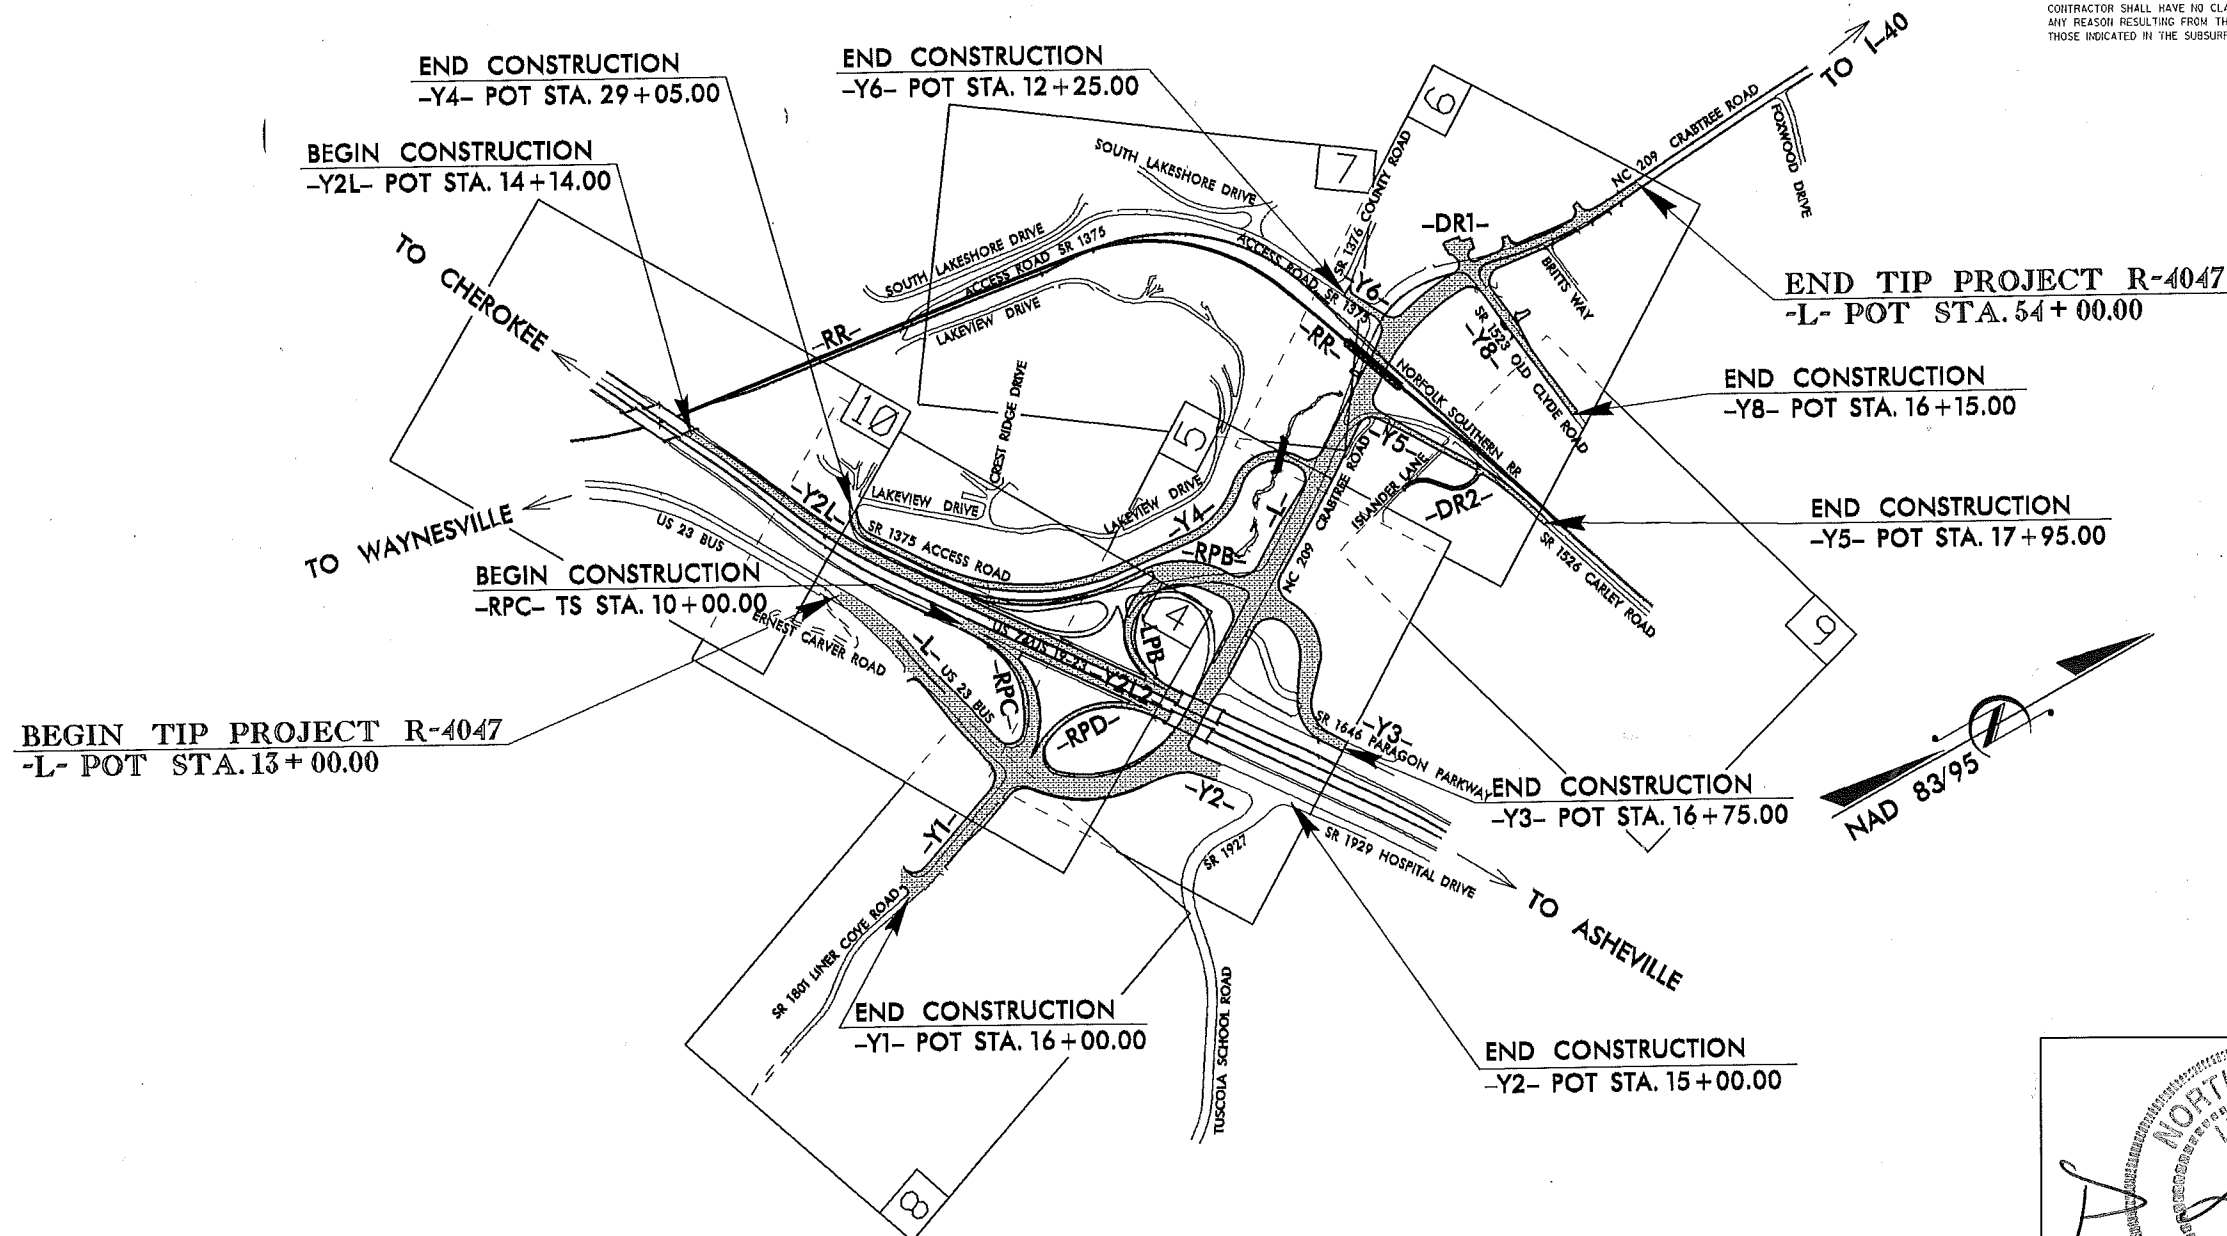 CONTRACTOR SHALL HAVE NO
ANY REASON RESULTING FROM
THOSE INDICATED IN THE
TO I-40
END CONSTRUCTION
-Y4- POT STA. 29+05.00
END CONSTRUCTION
-Y6- POT STA. 12+25.00
BEGIN CONSTRUCTION
-Y2L- POT STA. 14+14.00
6
7
SOUTH LAKESHORE DRIVE
SR 1376 COUNTY ROAD
NC 209 CRABTREE ROAD
FOXWOOD DRIVE
-DR1-
BRITTS WAY
TO CHEROKEE
SOUTH LAKESHORE DRIVE
ACCESS ROAD SR 1375
ACCESS ROAD SR 1375
-Y6-
END TIP PROJECT R-4047
-L- POT STA. 54+00.00
LAKEVIEW DRIVE
-RR-
-RR-
SR 1523 OLD CLYDE ROAD
-Y8-
NORFOLK SOUTHERN RR
END CONSTRUCTION
-Y8- POT STA. 16+15.00
CREST RIDGE DRIVE
10
5
-Y5-
ISLANDER LANE
-DR2-
LAKEVIEW DRIVE
LAKEVIEW DRIVE
-Y2L-
-Y4-
-L-
NC 209 CRABTREE ROAD
END CONSTRUCTION
-Y5- POT STA. 17+95.00
SR 1526 CARLEY ROAD
TO WAYNESVILLE
US 23 BUS
SR 1375 ACCESS ROAD
-RPB-
BEGIN CONSTRUCTION
-RPC- TS STA. 10+00.00
ERNEST CARVER ROAD
4
LPB
9
-L- US 23 BUS
-RPC-
US 74/US 19-23
-Y2L2-
-RPD-
-Y3-
SR 1646 PARAGON PARKWAY
BEGIN TIP PROJECT R-4047
-L- POT STA. 13+00.00
END CONSTRUCTION
-Y3- POT STA. 16+75.00
NAD 83/95
-Y2-
-Y1-
SR 1927
SR 1929 HOSPITAL DRIVE
TO ASHEVILLE
SR 1801 LINER COVE ROAD
TUSCOLA SCHOOL ROAD
END CONSTRUCTION
-Y1- POT STA. 16+00.00
END CONSTRUCTION
-Y2- POT STA. 15+00.00
8